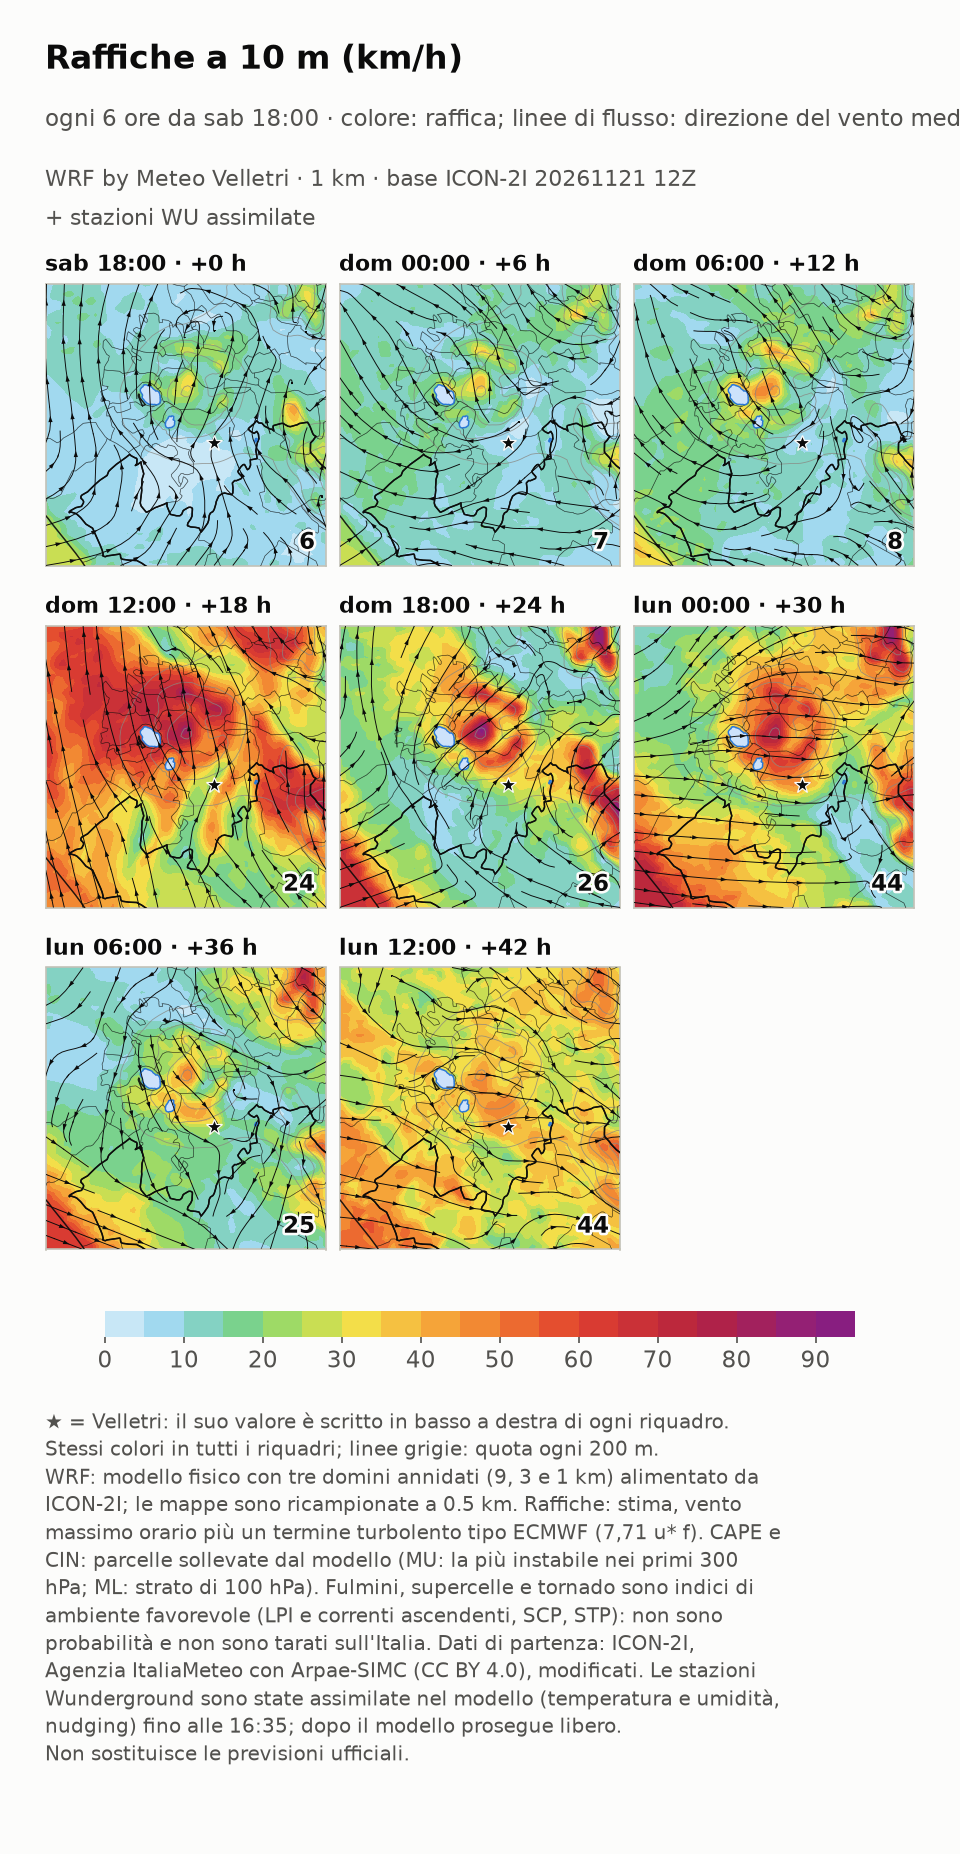 Raffiche a 10 m (km/h)
ogni 6 ore da sab 18:00 · colore: raffica; linee di flusso: direzione del vento med
WRF by Meteo Velletri · 1 km · base ICON-2I 20261121 12Z
+ stazioni WU assimilate
sab 18:00 · +0 h
dom 00:00 · +6 h
dom 06:00 · +12 h
6
7
8
dom 12:00 · +18 h
dom 18:00 · +24 h
lun 00:00 · +30 h
24
26
44
lun 06:00 · +36 h
lun 12:00 · +42 h
25
44
0 10 20 30 40 50 60 70 80 90
★ = Velletri: il suo valore è scritto in basso a destra di ogni riquadro.
Stessi colori in tutti i riquadri; linee grigie: quota ogni 200 m.
WRF: modello fisico con tre domini annidati (9, 3 e 1 km) alimentato da
ICON-2I; le mappe sono ricampionate a 0.5 km. Raffiche: stima, vento
massimo orario più un termine turbolento tipo ECMWF (7,71 u* f). CAPE e
CIN: parcelle sollevate dal modello (MU: la più instabile nei primi 300
hPa; ML: strato di 100 hPa). Fulmini, supercelle e tornado sono indici di
ambiente favorevole (LPI e correnti ascendenti, SCP, STP): non sono
probabilità e non sono tarati sull'Italia. Dati di partenza: ICON-2I,
Agenzia ItaliaMeteo con Arpae-SIMC (CC BY 4.0), modificati. Le stazioni
Wunderground sono state assimilate nel modello (temperatura e umidità,
nudging) fino alle 16:35; dopo il modello prosegue libero.
Non sostituisce le previsioni ufficiali.